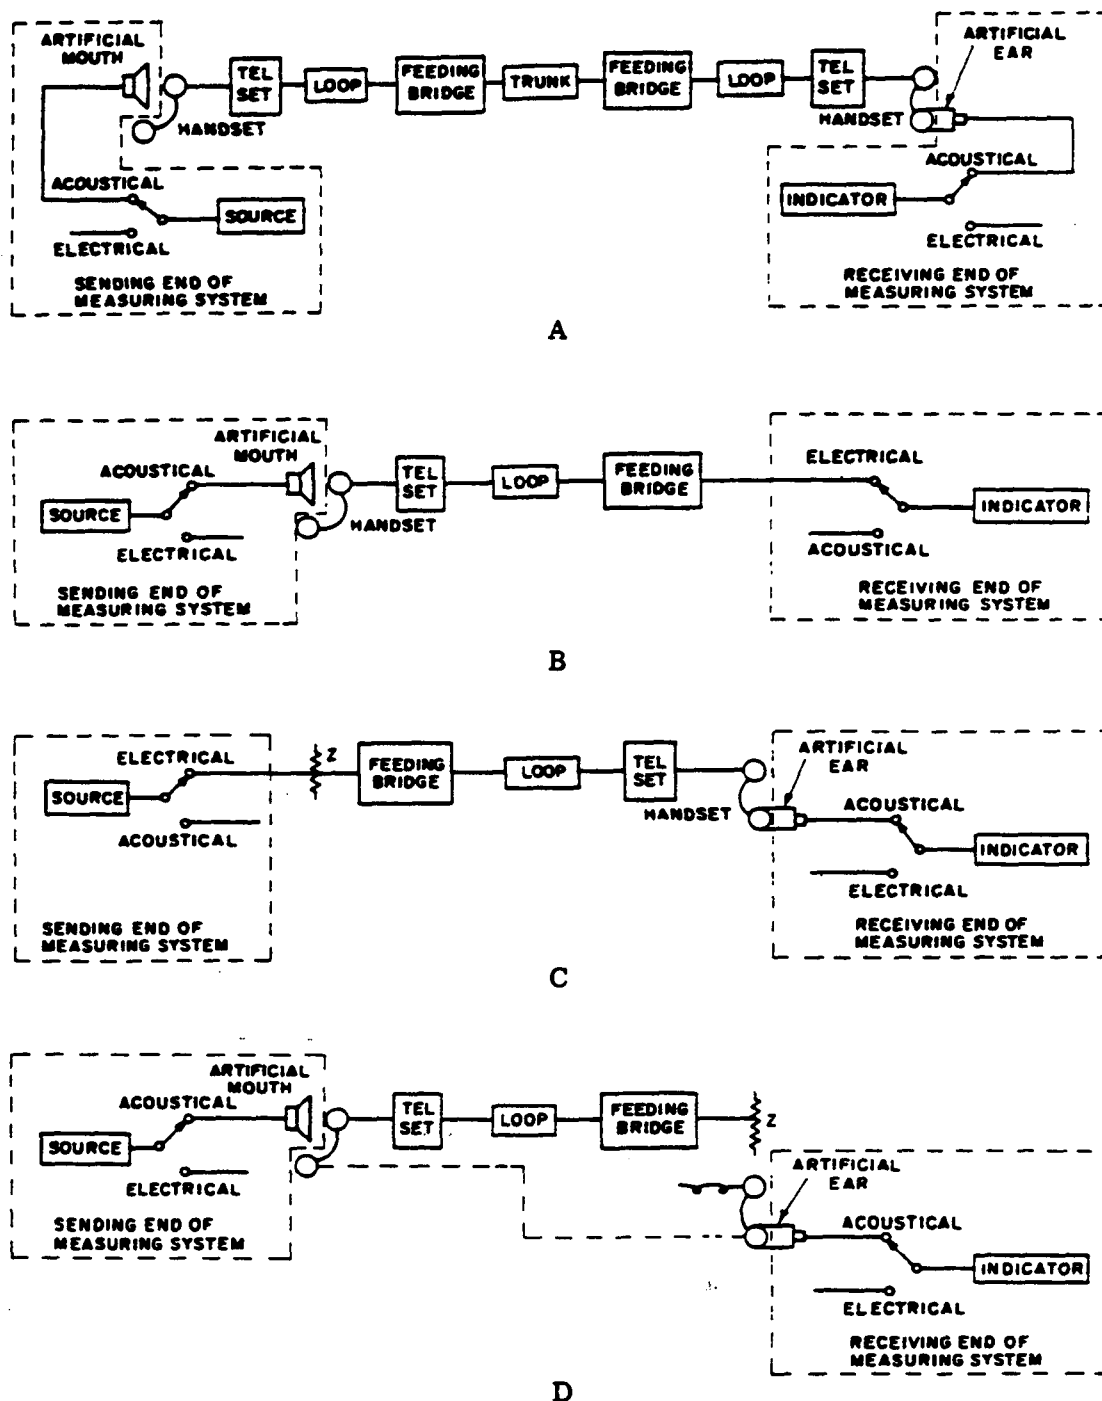 ARTIFICIAL
MOUTH
TEL
SET
LOOP
FEEDING
BRIDGE
TRUNK
FEEDING
BRIDGE
LOOP
TEL
SET
ARTIFICIAL
EAR
HANDSET
HANDSET
ACOUSTICAL
SOURCE
ELECTRICAL
SENDING END OF
MEASURING SYSTEM
ACOUSTICAL
INDICATOR
ELECTRICAL
RECEIVING END OF
MEASURING SYSTEM
A
ARTIFICIAL
MOUTH
ACOUSTICAL
SOURCE
ELECTRICAL
HANDSET
TEL
SET
LOOP
FEEDING
BRIDGE
ELECTRICAL
INDICATOR
ACOUSTICAL
SENDING END OF
MEASURING SYSTEM
RECEIVING END OF
MEASURING SYSTEM
B
ELECTRICAL
SOURCE
ACOUSTICAL
Z
FEEDING
BRIDGE
LOOP
TEL
SET
HANDSET
ARTIFICIAL
EAR
ACOUSTICAL
INDICATOR
ELECTRICAL
SENDING END OF
MEASURING SYSTEM
RECEIVING END OF
MEASURING SYSTEM
C
ARTIFICIAL
MOUTH
ACOUSTICAL
SOURCE
ELECTRICAL
TEL
SET
LOOP
FEEDING
BRIDGE
Z
SENDING END OF
MEASURING SYSTEM
ARTIFICIAL
EAR
ACOUSTICAL
INDICATOR
ELECTRICAL
RECEIVING END OF
MEASURING SYSTEM
D